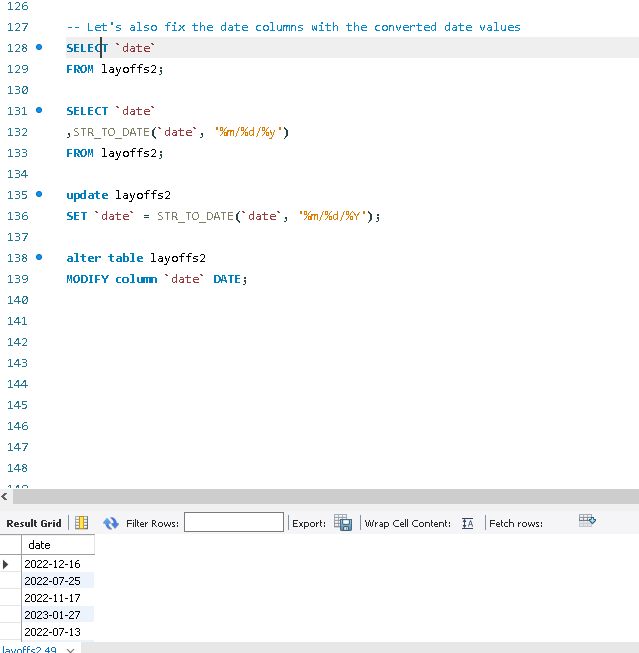 126
127 -- Let's also fix the date columns with the converted date values
128 SELECT `date`
129 FROM layoffs2;
130
131 SELECT `date`
132 ,STR_TO_DATE(`date`, '%m/%d/%y')
133 FROM layoffs2;
134
135 update layoffs2
136 SET `date` = STR_TO_DATE(`date`, '%m/%d/%Y');
137
138 alter table layoffs2
139 MODIFY column `date` DATE;
140
141
142
143
144
145
146
147
148
149
Result Grid Filter Rows: Export: Wrap Cell Content: Fetch rows:
date
2022-12-16
2022-07-25
2022-11-17
2023-01-27
2022-07-13
layoffs2 49